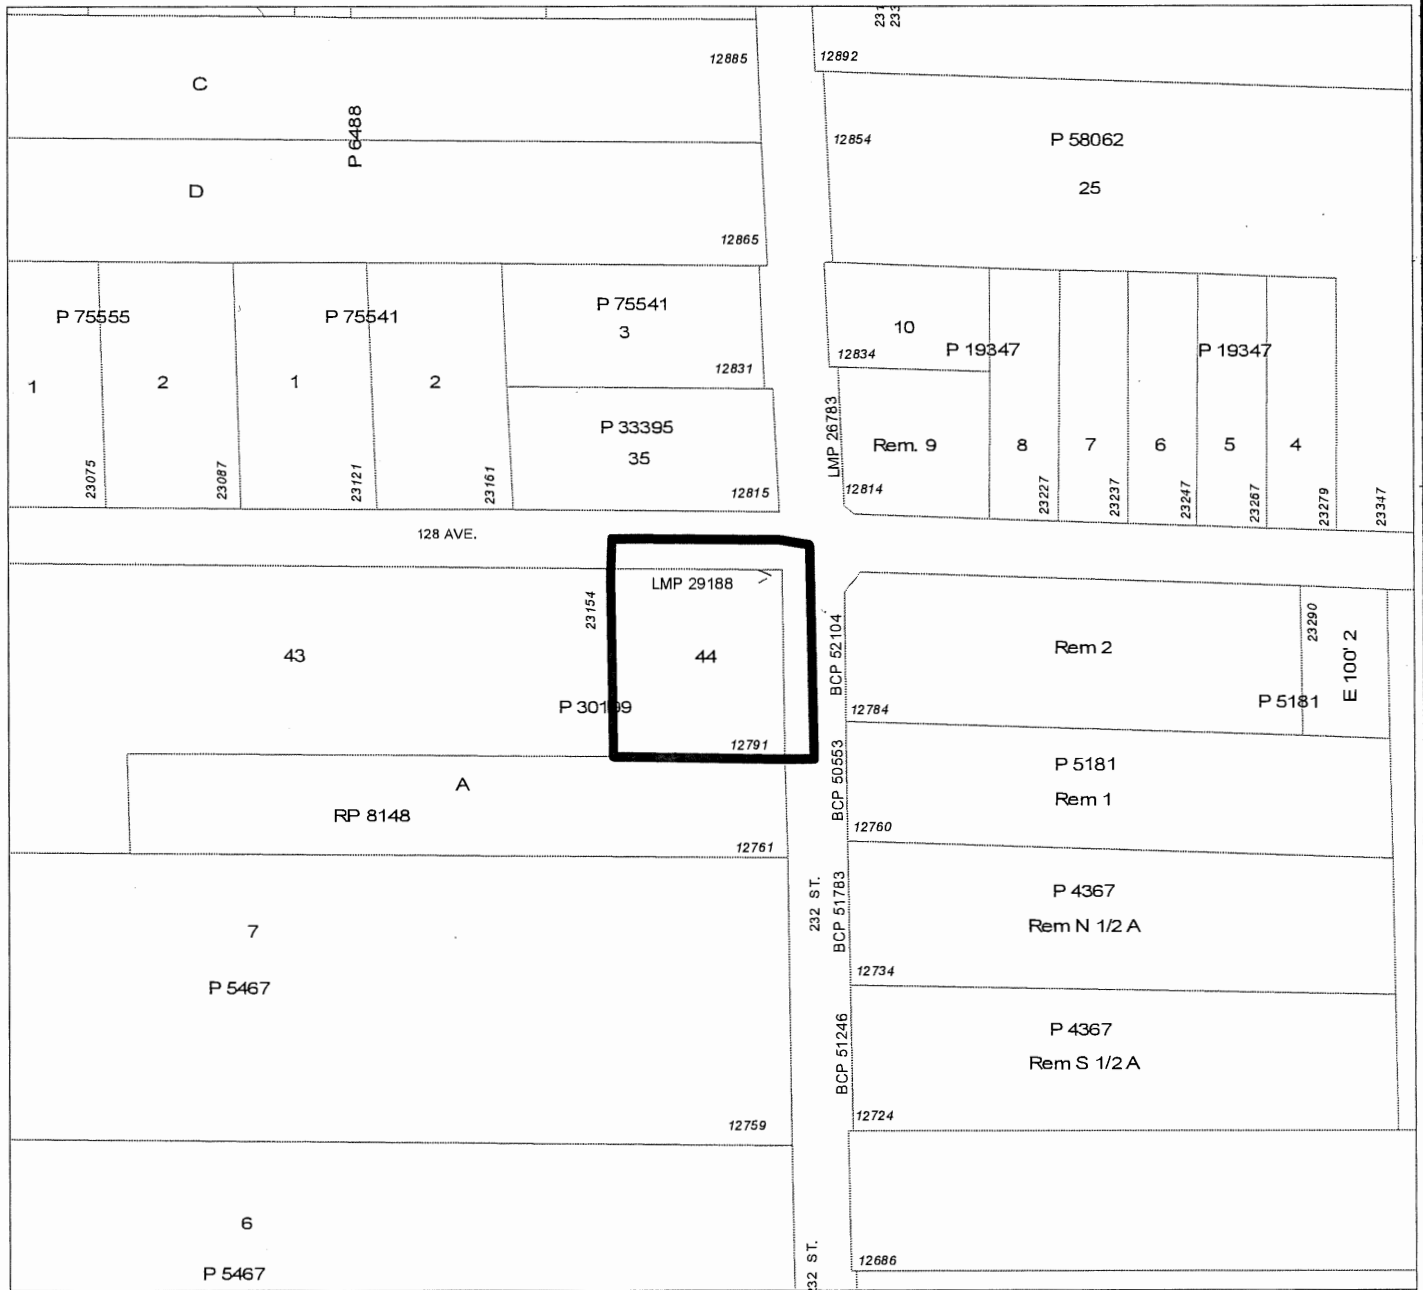 12885
12892
C
P 6488
12854
P 58062
25
D
12865
P 75555
P 75541
P 75541
3
10
12834
P 19347
P 19347
12831
1
2
1
2
P 33395
35
LMP 26783
Rem. 9
8
7
6
5
4
23075
23087
23121
23161
12815
12814
23227
23237
23247
23267
23279
23347
128 AVE.
LMP 29188
23154
43
44
BCP 52104
Rem 2
23290
E 100' 2
P 30199
12784
P 5181
12791
BCP 50553
P 5181
Rem 1
A
RP 8148
12761
12760
7
232 ST.
BCP 51783
P 4367
Rem N 1/2 A
P 5467
12734
BCP 51246
P 4367
Rem S 1/2 A
12759
12724
6
232 ST.
12686
P 5467